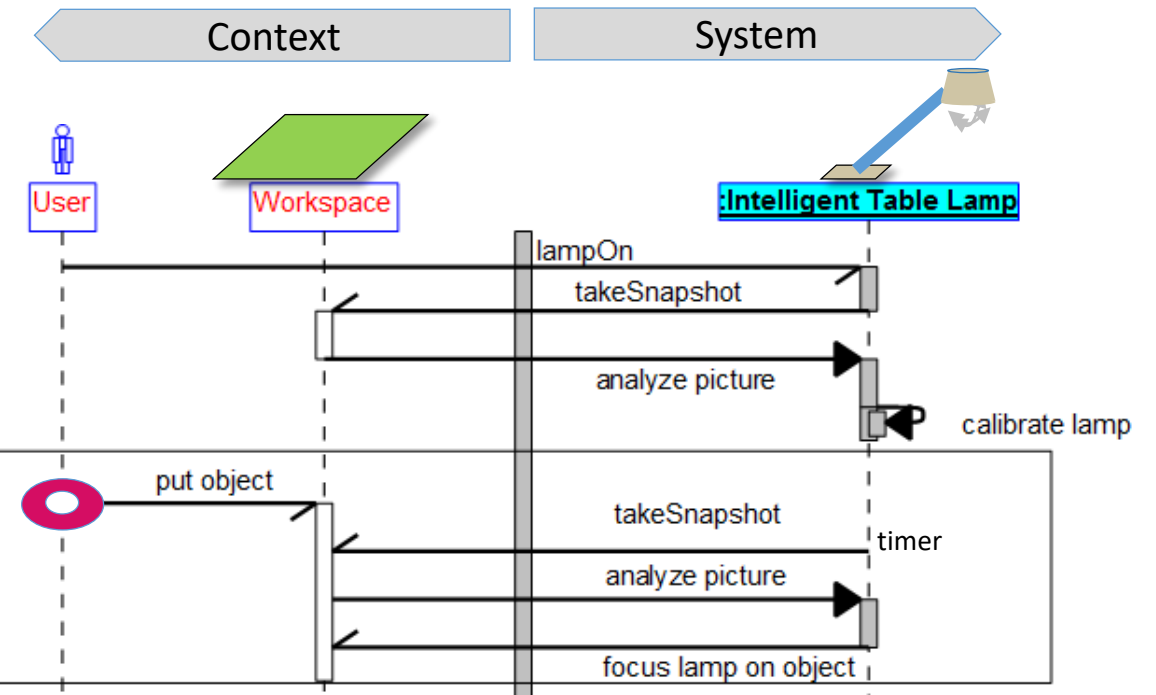 Context
System
User
Workspace
:Intelligent Table Lamp
lampOn
takeSnapshot
analyze picture
calibrate lamp
put object
takeSnapshot
timer
analyze picture
focus lamp on object